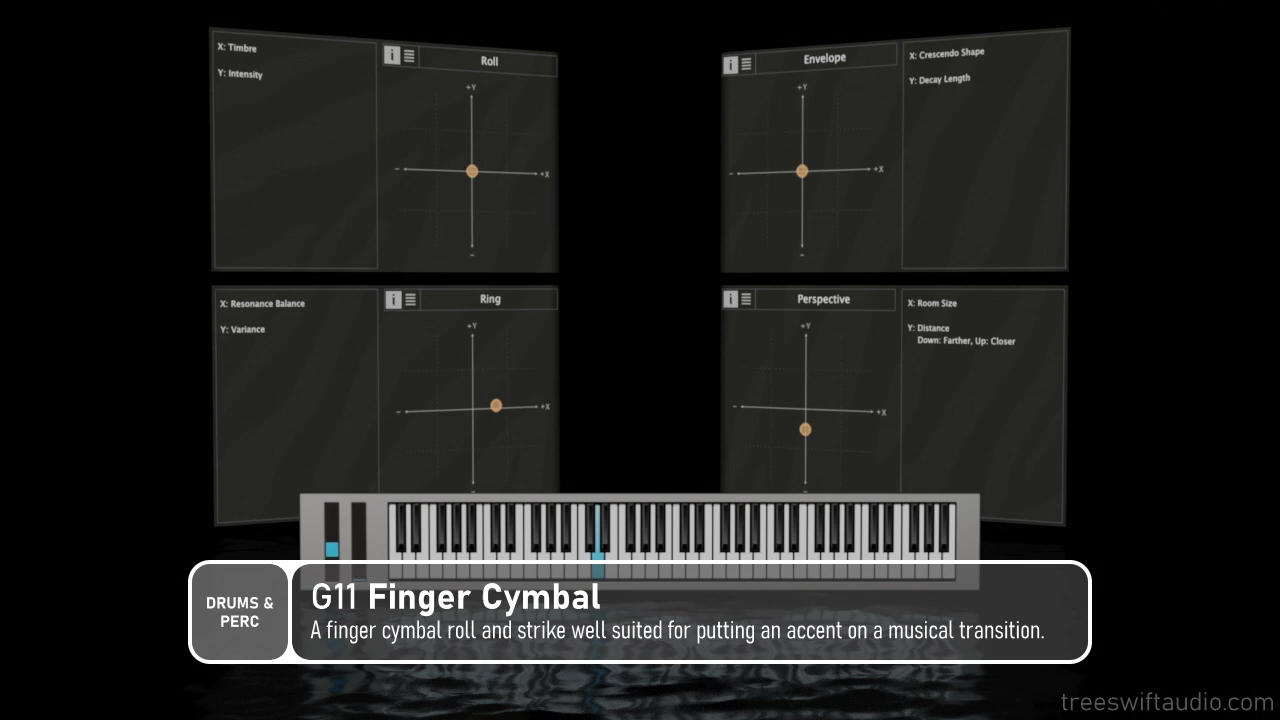 X: Timbre
Y: Intensity
i
Roll
+Y
-
+X
-
i
Envelope
+Y
-
+X
-
X: Crescendo Shape
Y: Decay Length
X: Resonance Balance
Y: Variance
i
Ring
+Y
-
+X
-
i
Perspective
+Y
-
+X
-
X: Room Size
Y: Distance
Down: Farther, Up: Closer
DRUMS &
PERC
G11 Finger Cymbal
A finger cymbal roll and strike well suited for putting an accent on a musical transition.
treeswiftaudio.com